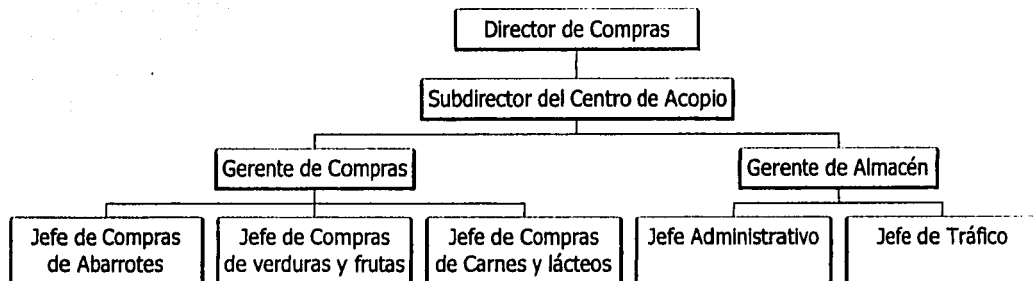 Director de Compras
Subdirector del Centro de Acopio
Gerente de Compras
Gerente de Almacén
Jefe de Compras
de Abarrotes
Jefe de Compras
de verduras y frutas
Jefe de Compras
de Carnes y lácteos
Jefe Administrativo
Jefe de Tráfico